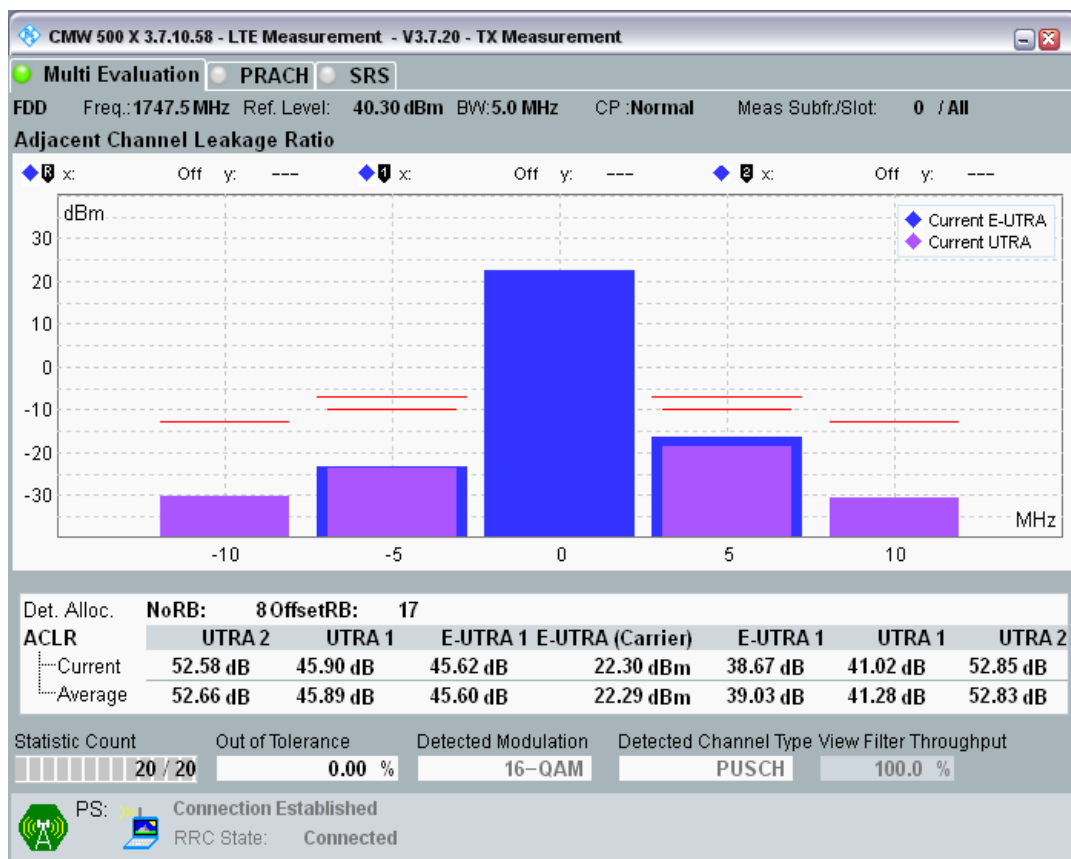 CMW 500 X 3.7.10.58 - LTE Measurement - V3.7.20 - TX Measurement
Multi Evaluation PRACH SRS
FDD Freq.: 1747.5 MHz Ref. Level: 40.30 dBm BW: 5.0 MHz CP : Normal Meas Subfr./Slot: 0 / All
Adjacent Channel Leakage Ratio
R x: Off y: --- 1 x: Off y: --- 2 x: Off y: ---
dBm
Current E-UTRA
Current UTRA
30
20
10
0
-10
-20
-30
MHz
-10 -5 0 5 10
Det. Alloc. NoRB: 8 OffsetRB: 17
ACLR UTRA 2 UTRA 1 E-UTRA 1 E-UTRA (Carrier) E-UTRA 1 UTRA 1 UTRA 2
Current 52.58 dB 45.90 dB 45.62 dB 22.30 dBm 38.67 dB 41.02 dB 52.85 dB
Average 52.66 dB 45.89 dB 45.60 dB 22.29 dBm 39.03 dB 41.28 dB 52.83 dB
Statistic Count Out of Tolerance Detected Modulation Detected Channel Type View Filter Throughput
20 / 20 0.00 % 16-QAM PUSCH 100.0 %
PS: Connection Established
RRC State: Connected